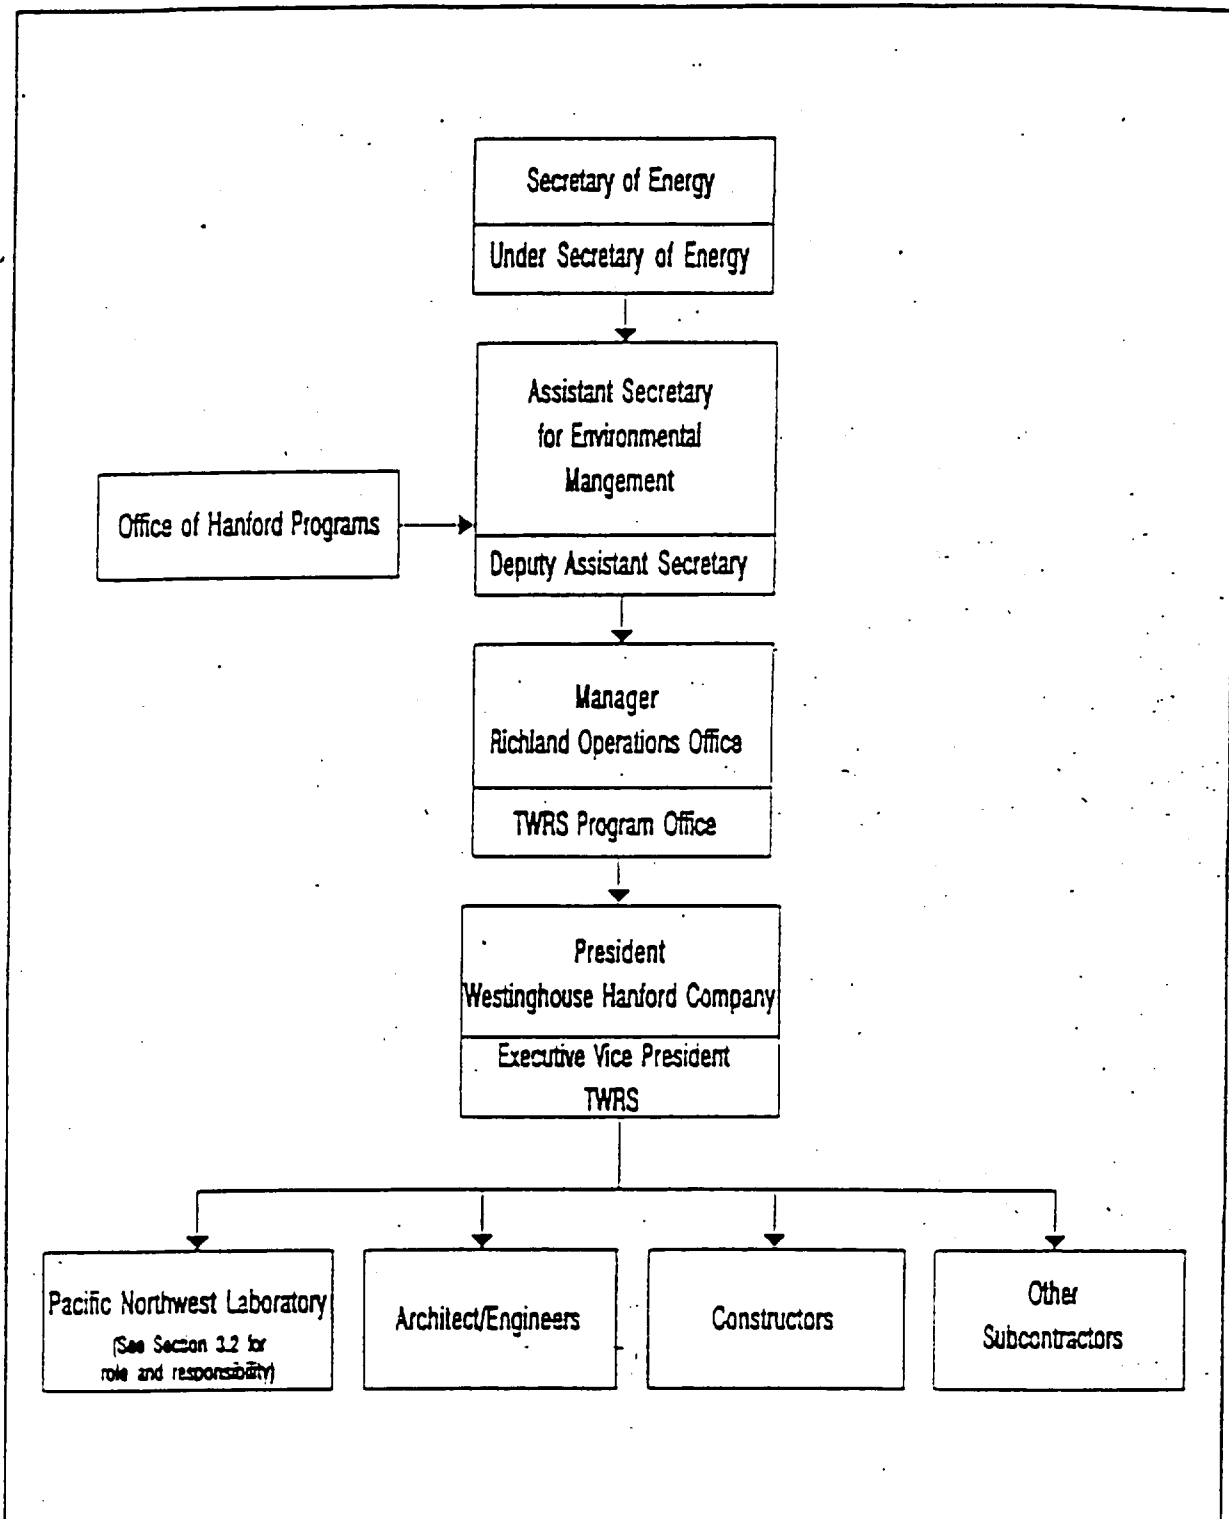 Secretary of Energy
Under Secretary of Energy
Assistant Secretary
for Environmental
Mangement
Deputy Assistant Secretary
Office of Hanford Programs
Manager
Richland Operations Office
TWRS Program Office
President
Westinghouse Hanford Company
Executive Vice President
TWRS
Pacific Northwest Laboratory
(See Section 3.2 for
role and responsibility)
Architect/Engineers
Constructors
Other
Subcontractors